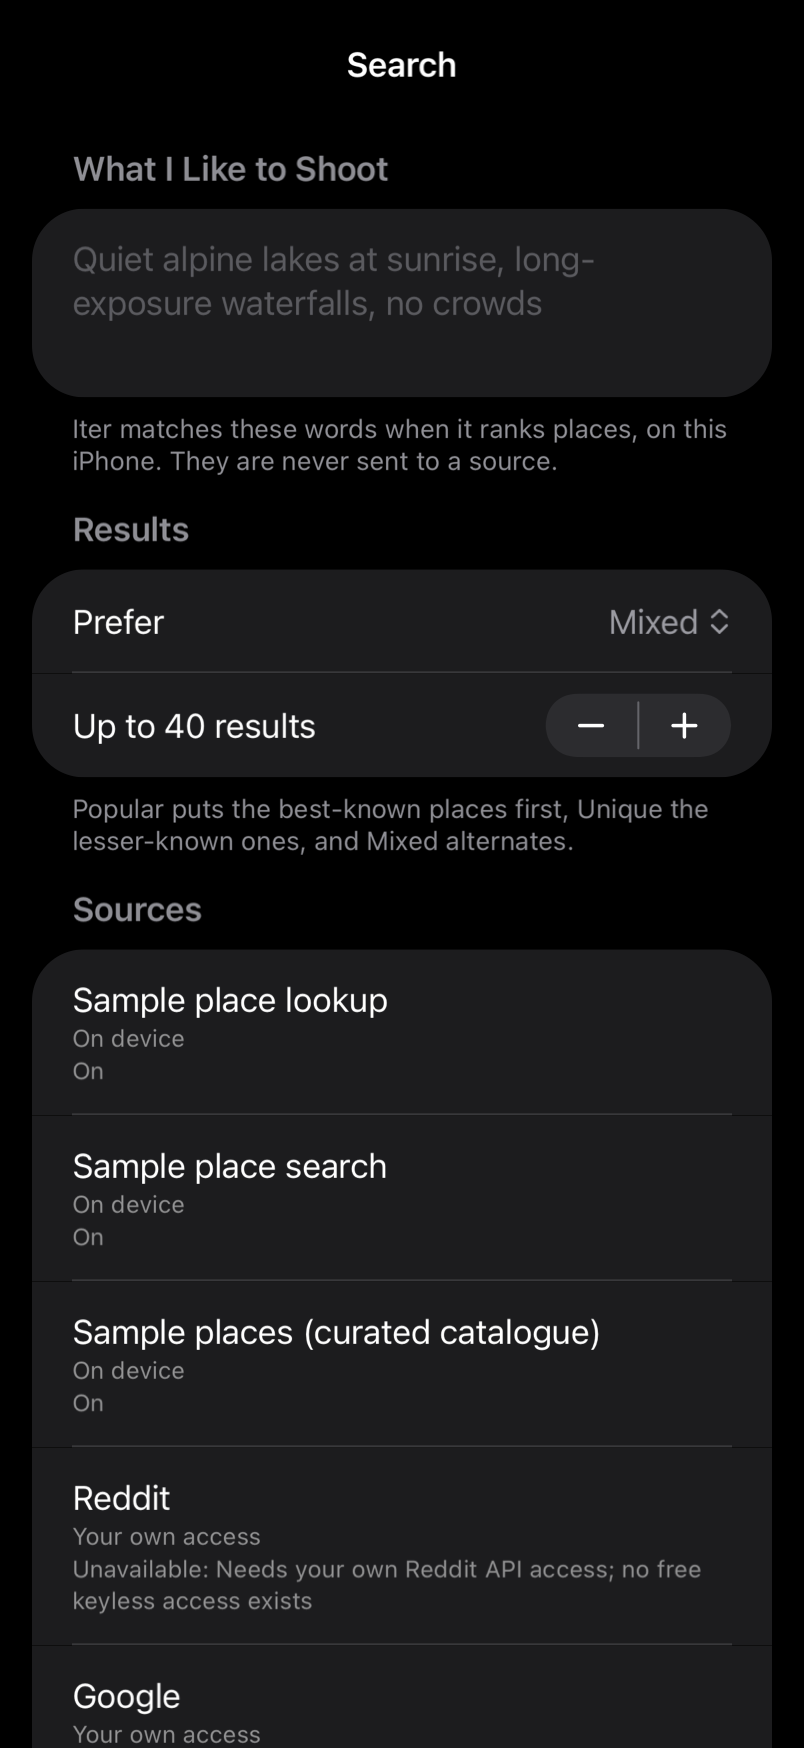 Search
What I Like to Shoot
Quiet alpine lakes at sunrise, long-
exposure waterfalls, no crowds
Iter matches these words when it ranks places, on this
iPhone. They are never sent to a source.
Results
Prefer
Mixed
Up to 40 results
Popular puts the best-known places first, Unique the
lesser-known ones, and Mixed alternates.
Sources
Sample place lookup
On device
On
Sample place search
On device
On
Sample places (curated catalogue)
On device
On
Reddit
Your own access
Unavailable: Needs your own Reddit API access; no free
keyless access exists
Google
Your own access